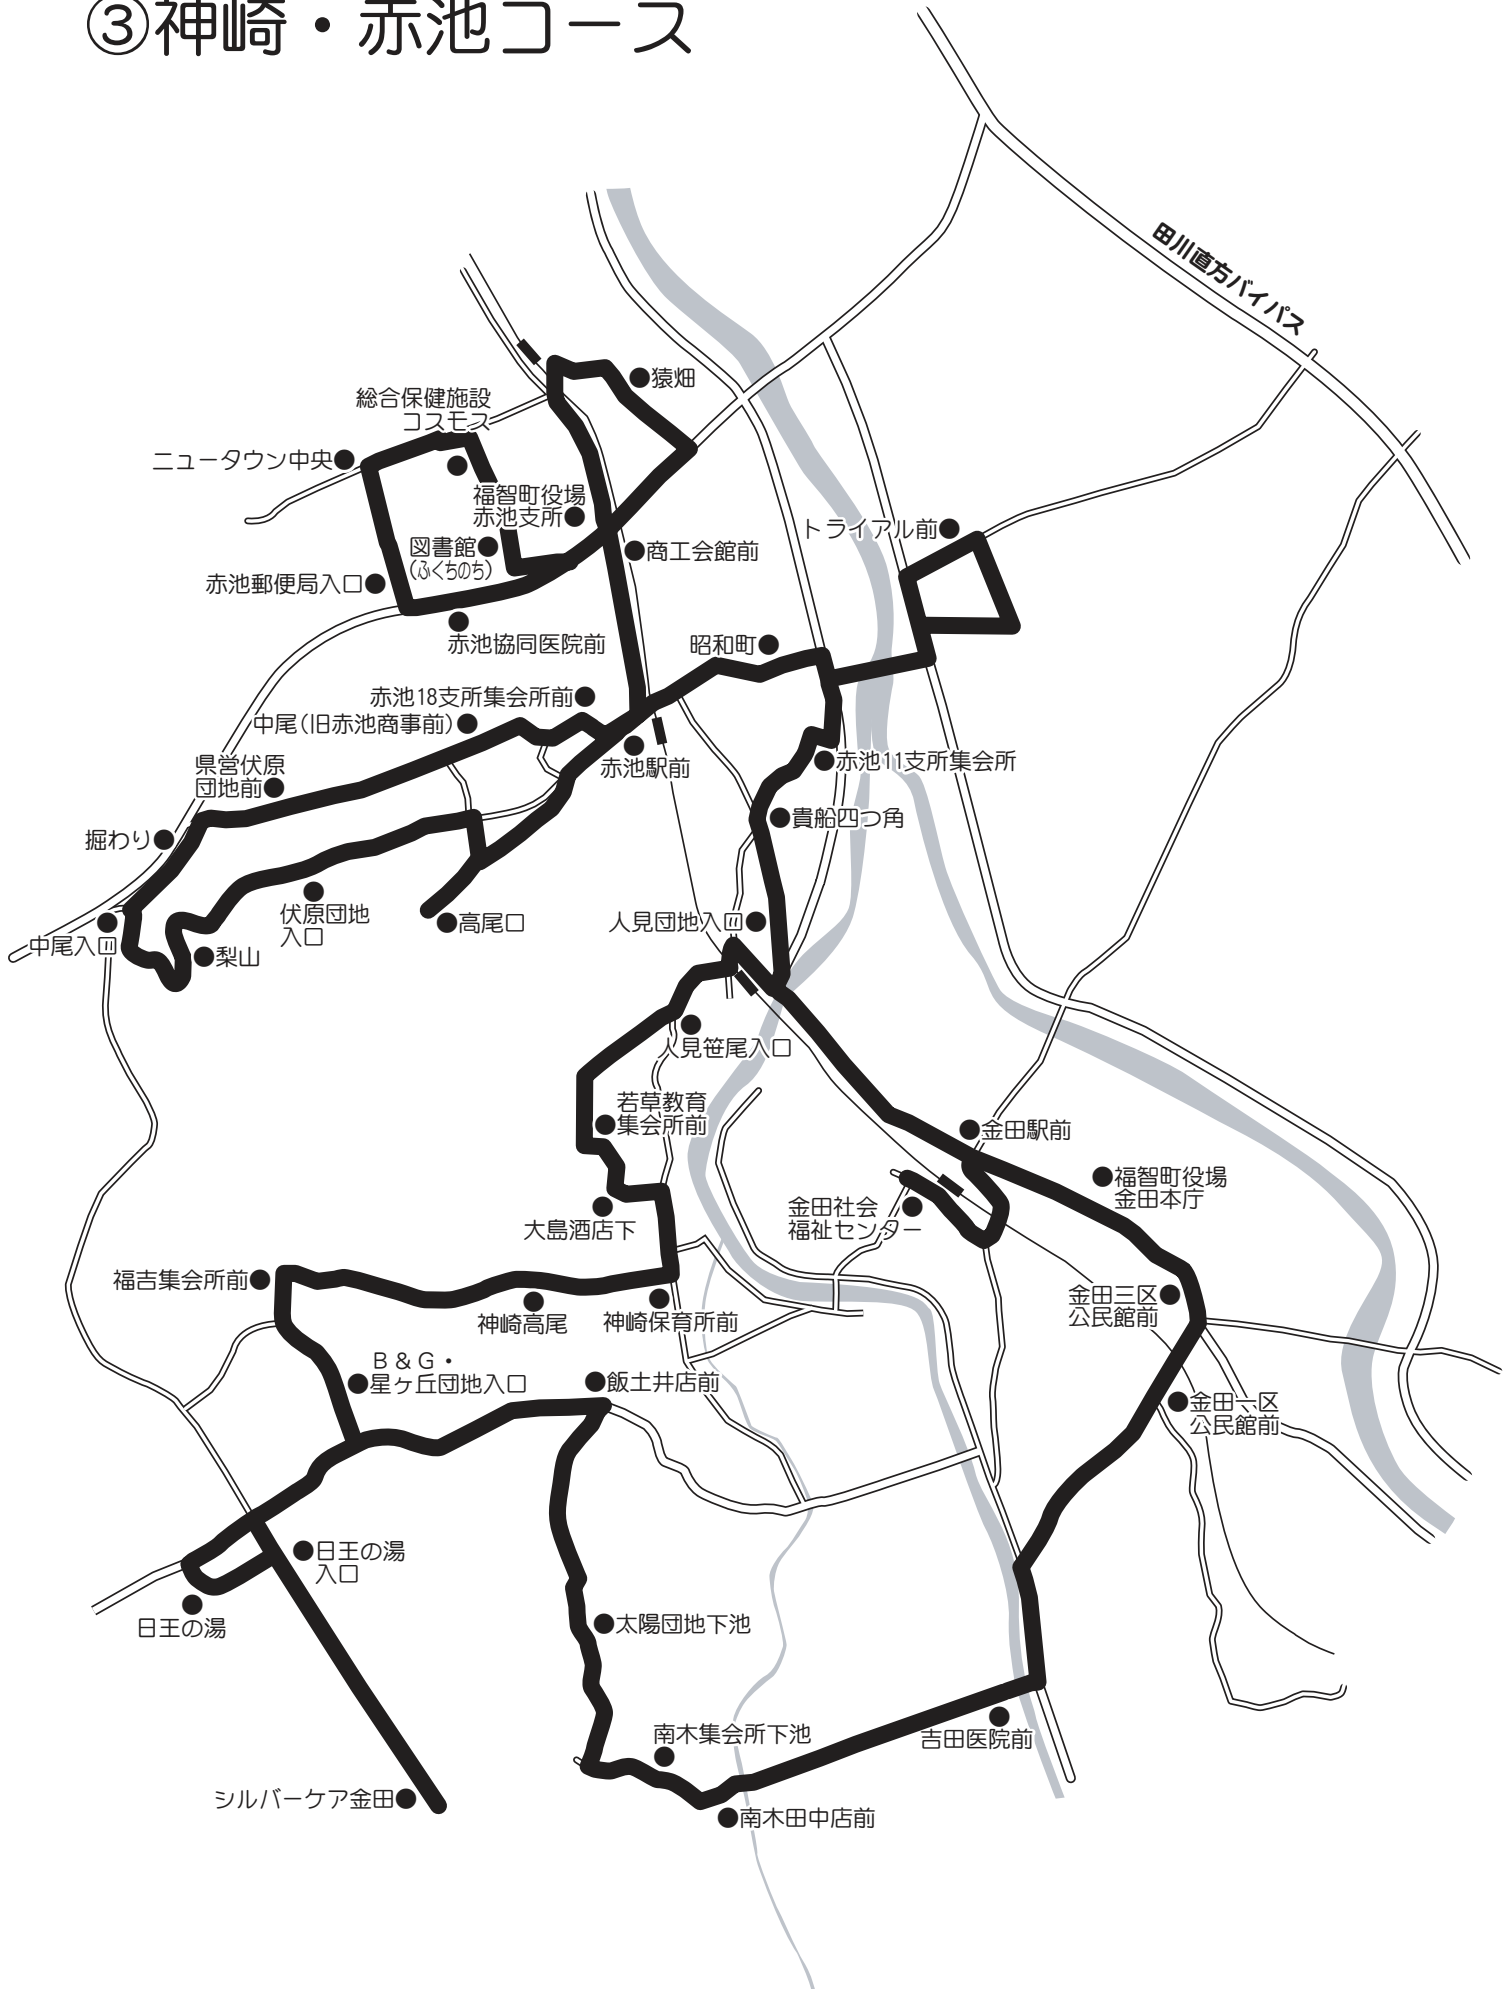 ③神崎・赤池コース
田川直方バイパス
猿畑
総合保健施設
コスモス
ニュータウン中央
福智町役場
赤池支所
トライアル前
図書館
(ふくちのち)
商工会館前
赤池郵便局入口
赤池協同医院前
昭和町
赤池18支所集会所前
中尾(旧赤池商事前)
県営伏原
団地前
赤池駅前
赤池11支所集会所
貴船四つ角
掘わり
伏原団地
入口
高尾口
人見団地入口
中尾入口
梨山
人見笹尾入口
若草教育
集会所前
金田駅前
福智町役場
金田本庁
金田社会
福祉センター
大島酒店下
福吉集会所前
神崎高尾
神崎保育所前
金田三区
公民館前
B&G・
星ヶ丘団地入口
飯土井店前
金田一区
公民館前
日王の湯
入口
日王の湯
太陽団地下池
南木集会所下池
吉田医院前
シルバーケア金田
南木田中店前